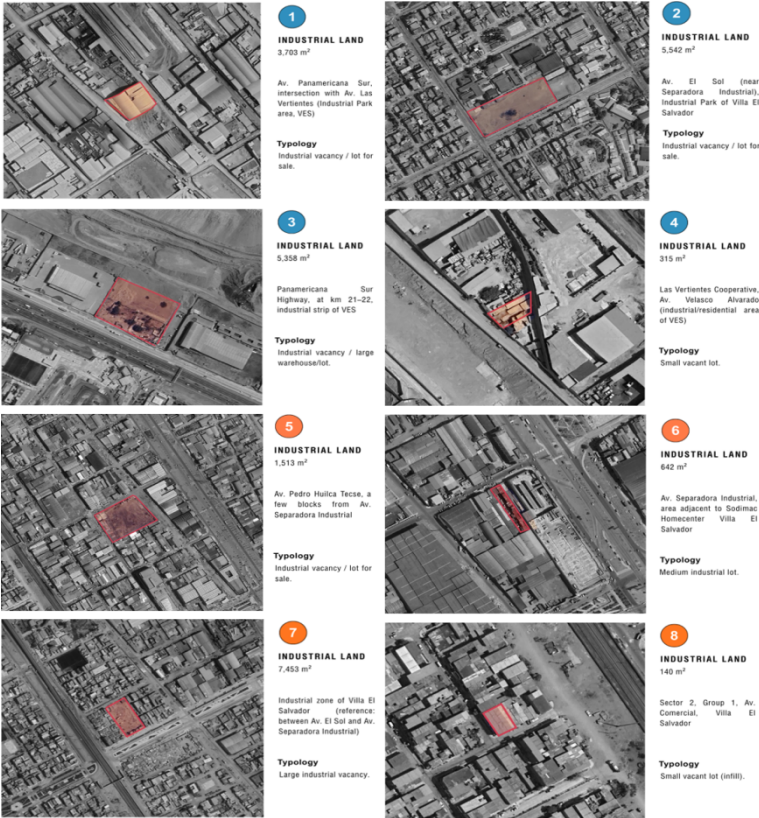 1
INDUSTRIAL LAND
3,703 m²
Av. Panamericana Sur,
intersection with Av. Las
Vertientes (Industrial Park
area, VES)
Typology
Industrial vacancy / lot for
sale.
2
INDUSTRIAL LAND
5,542 m²
Av. El Sol (near
Separadora Industrial),
Industrial Park of Villa El
Salvador
Typology
Industrial vacancy / lot for
sale.
3
INDUSTRIAL LAND
5,358 m²
Panamericana Sur
Highway, at km 21–22,
industrial strip of VES
Typology
Industrial vacancy / large
warehouse/lot.
4
INDUSTRIAL LAND
315 m²
Las Vertientes Cooperative,
Av. Velasco Alvarado
(industrial/residential area
of VES)
Typology
Small vacant lot.
5
INDUSTRIAL LAND
1,513 m²
Av. Pedro Huilca Tecse, a
few blocks from Av.
Separadora Industrial
Typology
Industrial vacancy / lot for
sale.
6
INDUSTRIAL LAND
642 m²
Av. Separadora Industrial,
area adjacent to Sodimac
Homecenter Villa El
Salvador
Typology
Medium industrial lot.
7
INDUSTRIAL LAND
7,453 m²
Industrial zone of Villa El
Salvador (reference:
between Av. El Sol and Av.
Separadora Industrial)
Typology
Large industrial vacancy.
8
INDUSTRIAL LAND
140 m²
Sector 2, Group 1, Av.
Comercial, Villa El
Salvador
Typology
Small vacant lot (infill).